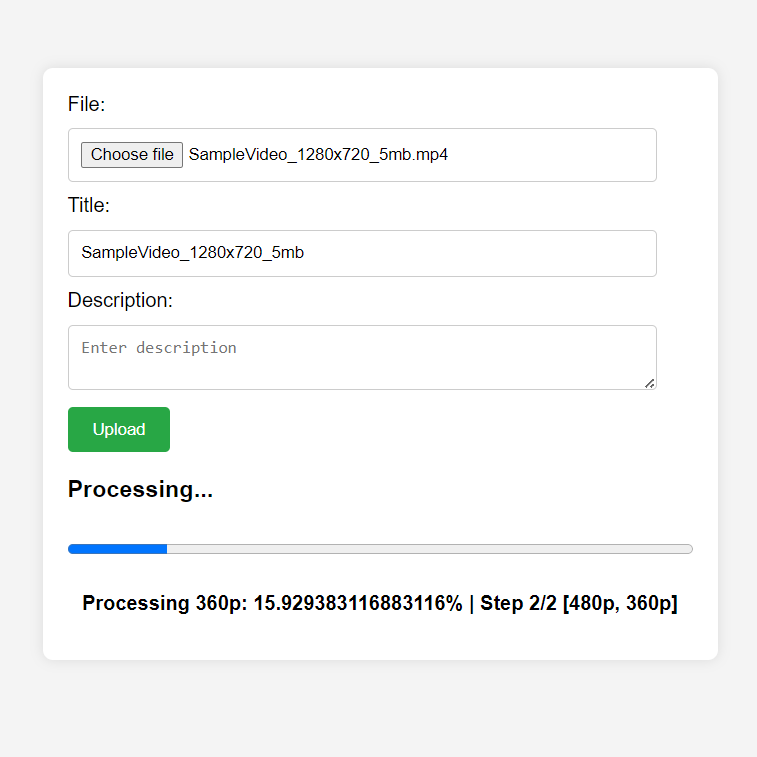 File:
Choose file SampleVideo_1280x720_5mb.mp4
Title:
SampleVideo_1280x720_5mb
Description:
Enter description
Upload
Processing...
Processing 360p: 15.929383116883116% | Step 2/2 [480p, 360p]